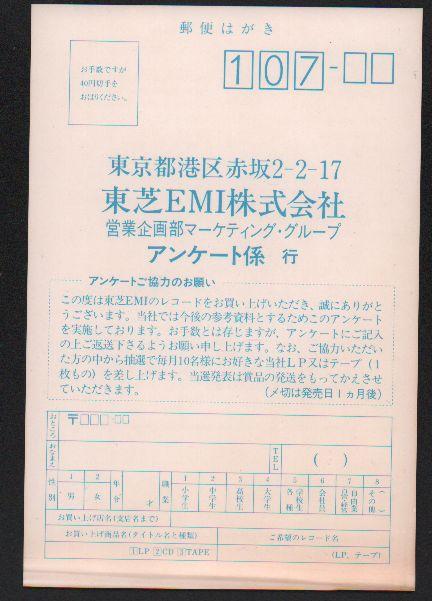 郵便はがき
お手数ですが
40円切手を
おはりください。
107-□□
東京都港区赤坂2-2-17
東芝EMI株式会社
営業企画部マーケティング・グループ
アンケート係 行
アンケートご協力のお願い
この度は東芝EMIのレコードをお買い上げいただき、誠にありがと
うございます。当社では今後の参考資料とするためこのアンケート
を実施しております。お手数とは存じますが、アンケートにご記入
の上ご返送下さるようお願い申し上げます。なお、ご協力いただい
た方の中から抽選で毎月10名様にお好きな当社LP又はテープ(1
枚もの)を差し上げます。当選発表は賞品の発送をもってかえさせ
ていただきます。 (〆切は発売日1ヵ月後)
おところ 〒□□□-□□
おなまえ TEL ( )
性別 1 男 2 女 年令 才 職業 1 小学生 2 中学生 3 高校生 4 大学生 5 各種学校生 6 会社員 7 自由業 自営業 8 その他( )
お買い上げ店名(支店名まで)
お買い上げ商品名(タイトル名と種類) ご希望のレコード名
1LP 2CD 3TAPE (LP、テープ)